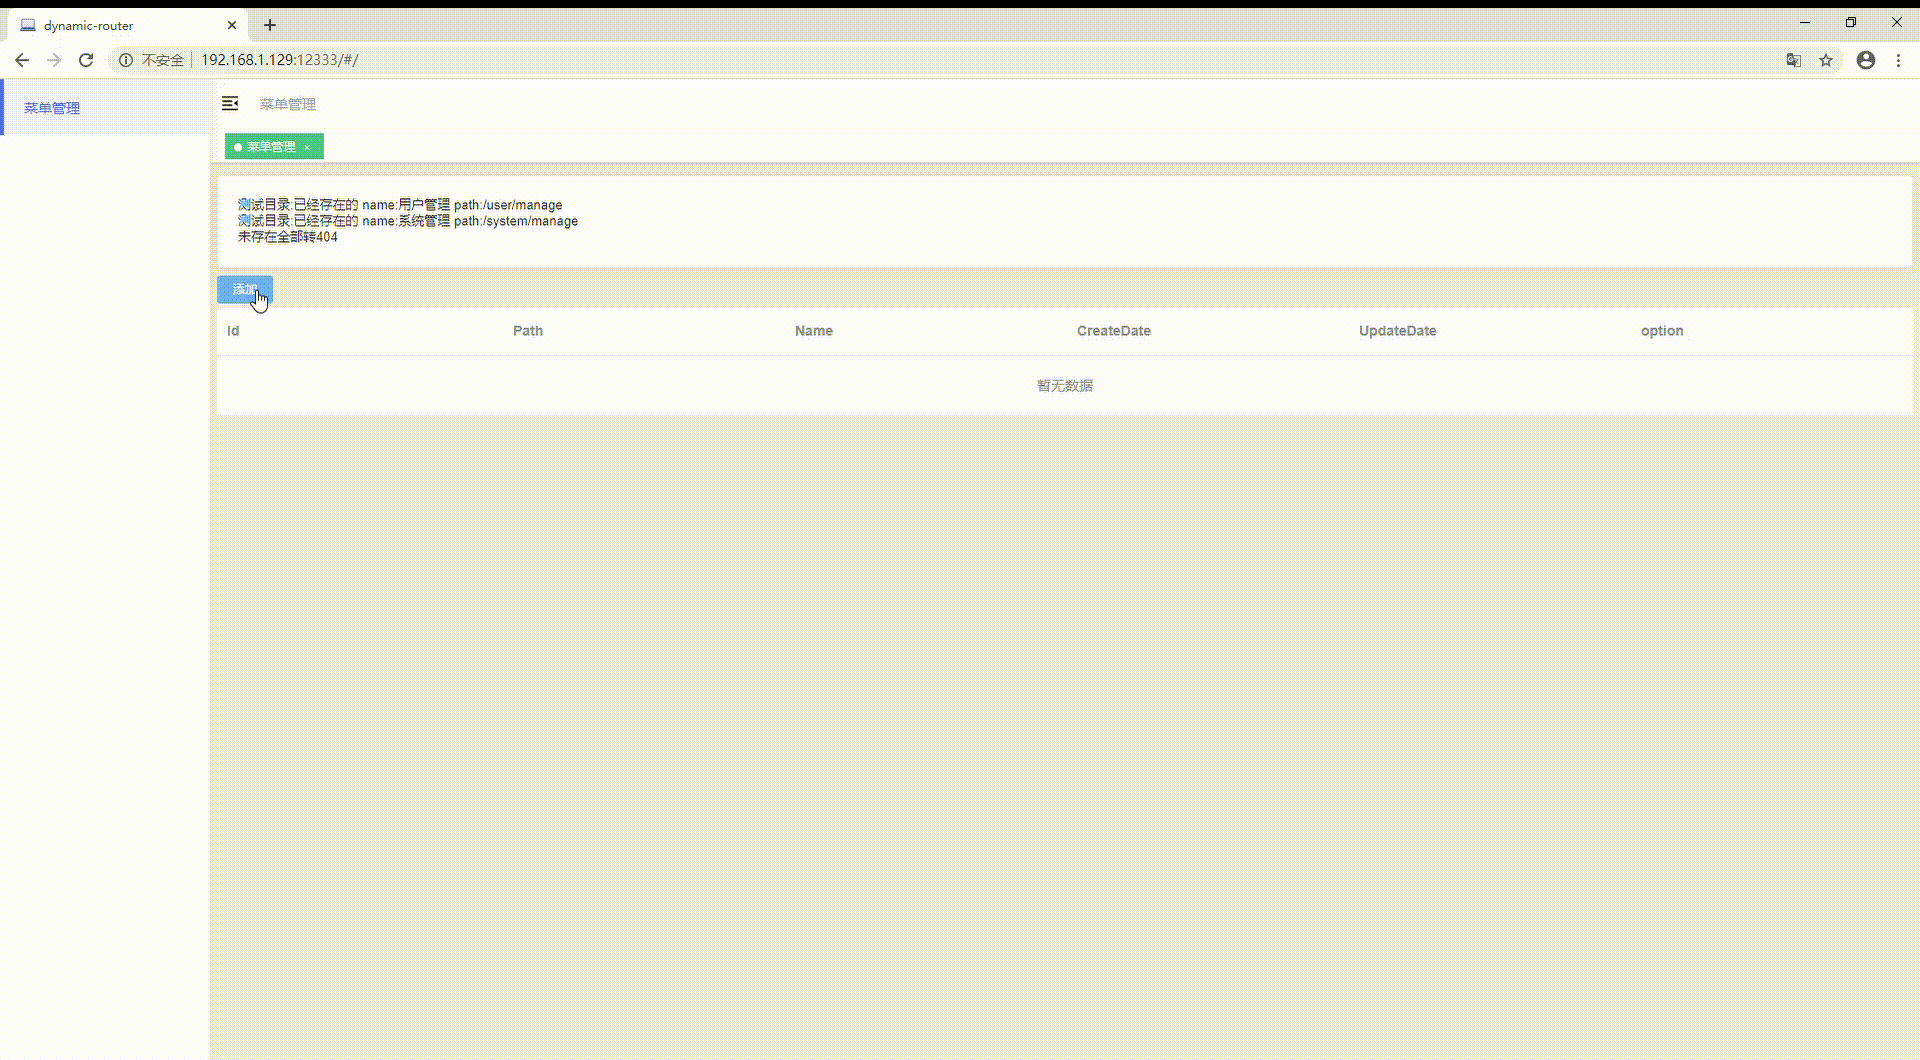 dynamic-router
不安全 192.168.1.129:12333/#/
菜单管理
菜单管理
菜单管理 ×
测试目录:已经存在的 name:用户管理 path:/user/manage
测试目录:已经存在的 name:系统管理 path:/system/manage
未存在全部转404
添加
Id Path Name CreateDate UpdateDate option
暂无数据